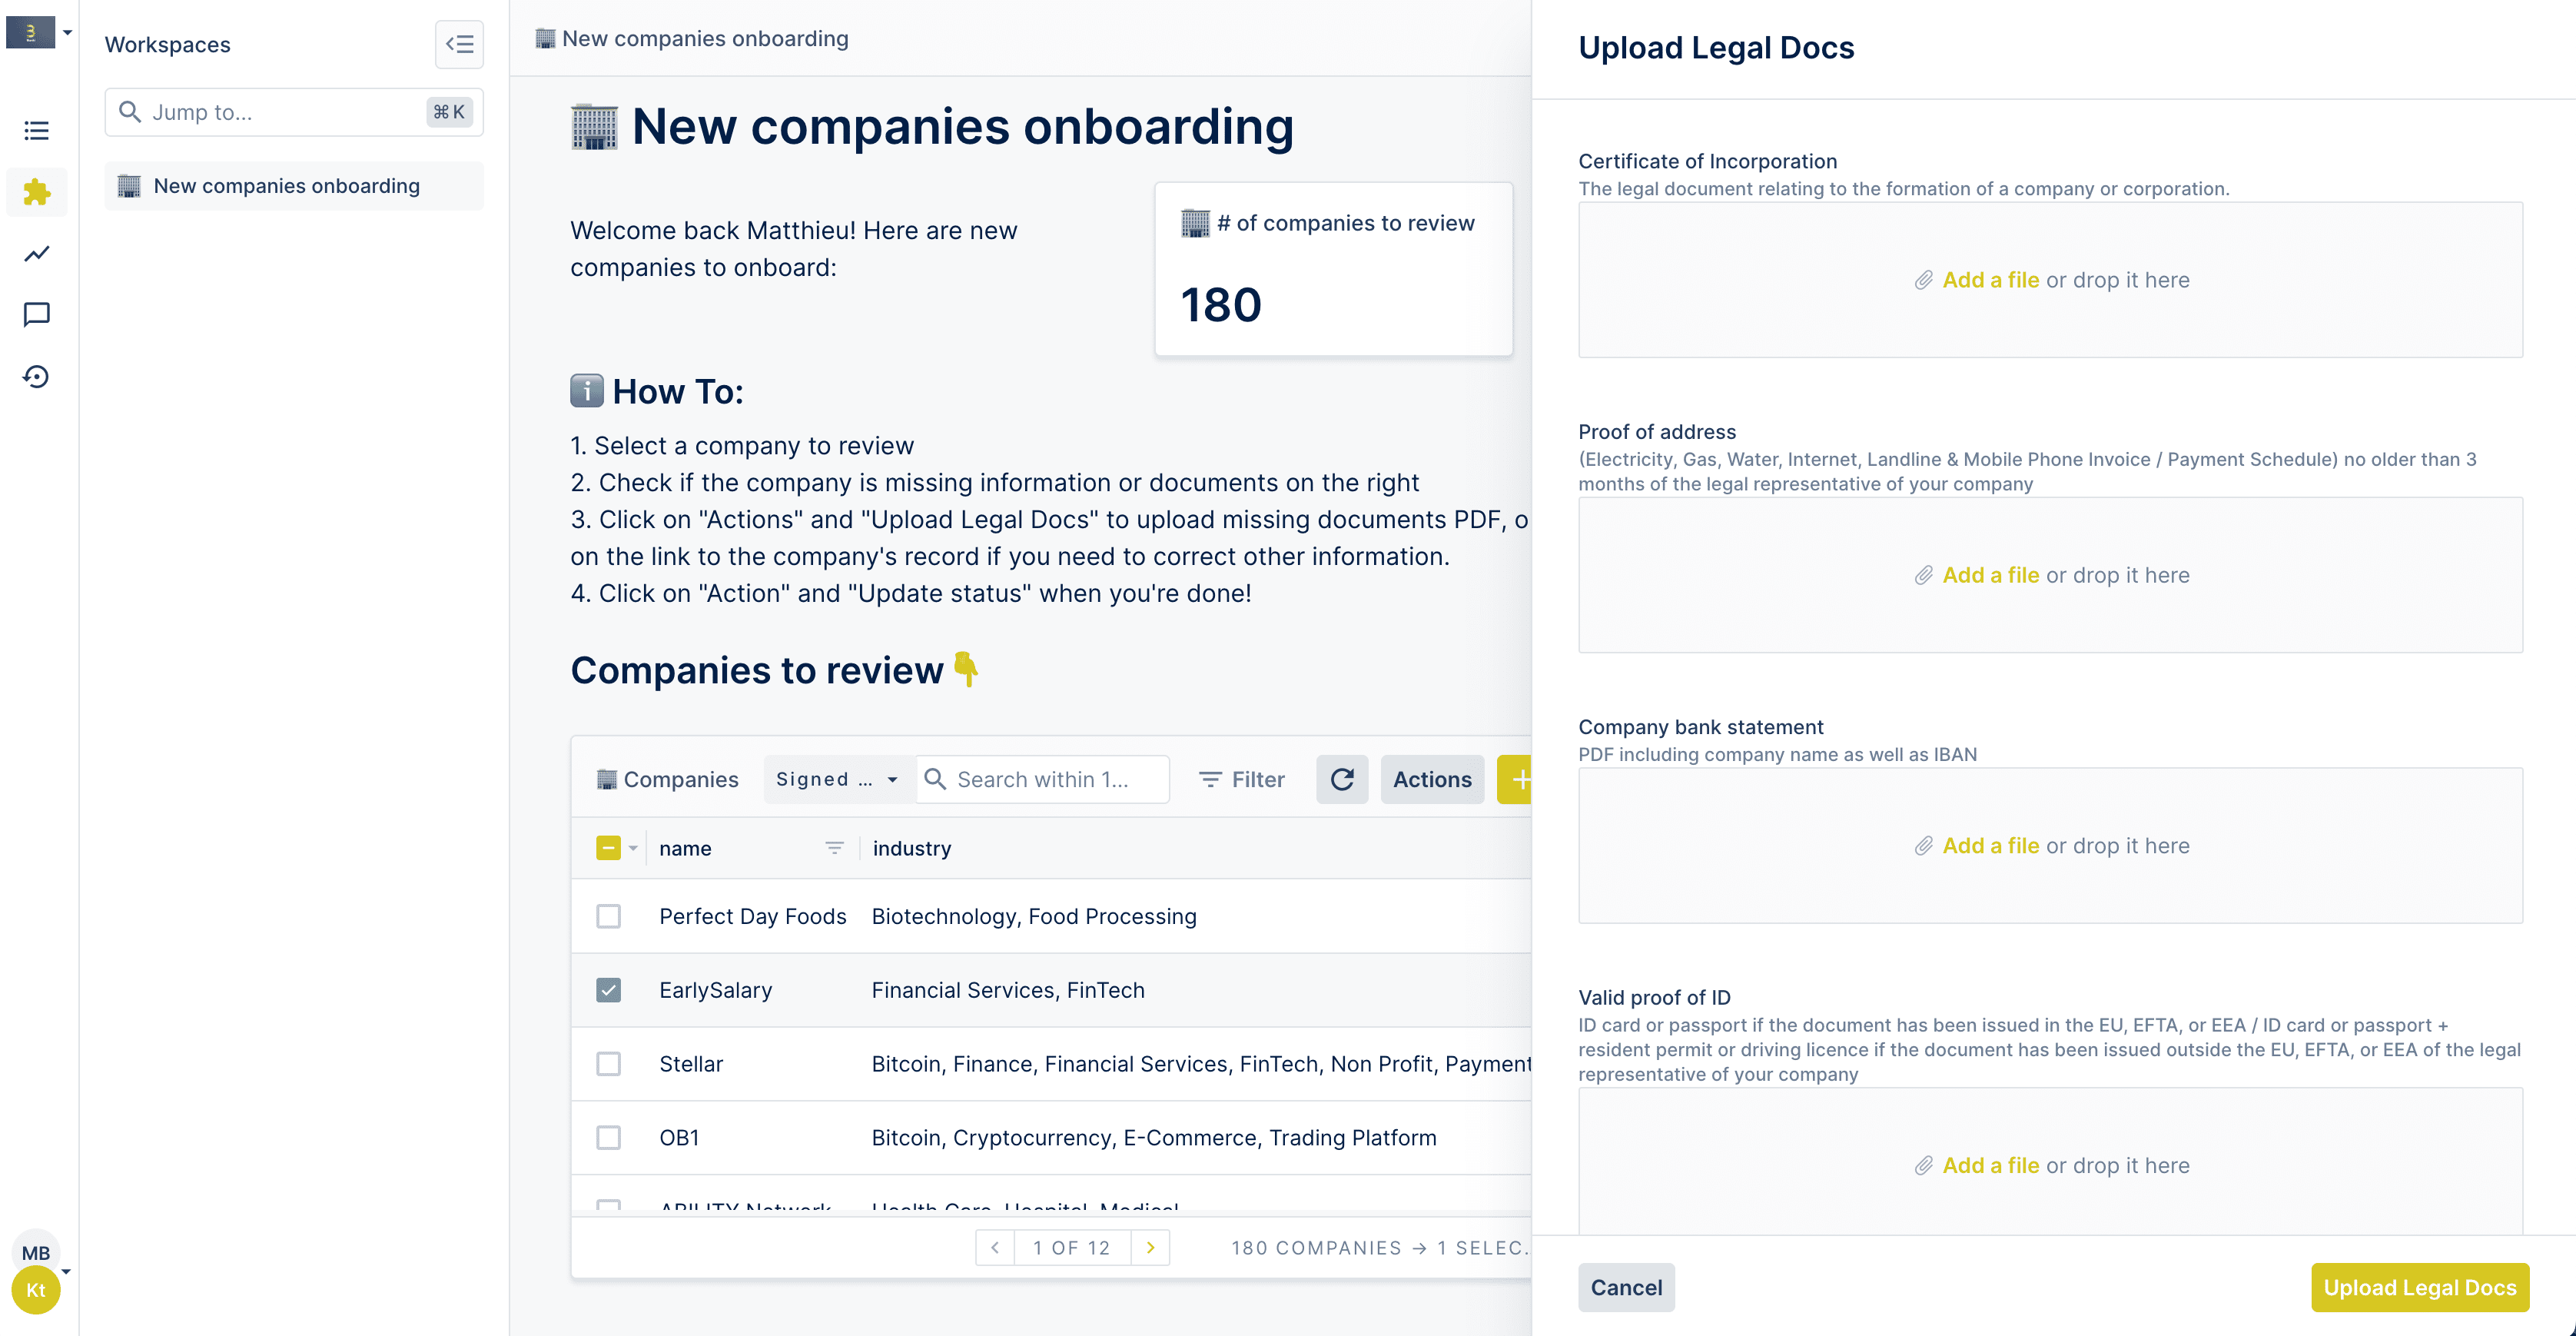 Workspaces
Jump to...
⌘ K
New companies onboarding
MB
Kt
New companies onboarding
New companies onboarding
Welcome back Matthieu! Here are new
companies to onboard:
# of companies to review
180
How To:
1. Select a company to review
2. Check if the company is missing information or documents on the right
3. Click on "Actions" and "Upload Legal Docs" to upload missing documents PDF, o
on the link to the company's record if you need to correct other information.
4. Click on "Action" and "Update status" when you're done!
Companies to review
Companies
Signed ...
Search within 1...
Filter
Actions
name
industry
Perfect Day Foods
Biotechnology, Food Processing
EarlySalary
Financial Services, FinTech
Stellar
Bitcoin, Finance, Financial Services, FinTech, Non Profit, Payment
OB1
Bitcoin, Cryptocurrency, E-Commerce, Trading Platform
ABILITY Network
Health Care, Hospital, Medical
1 OF 12
180 COMPANIES → 1 SELEC.
Upload Legal Docs
Certificate of Incorporation
The legal document relating to the formation of a company or corporation.
Add a file or drop it here
Proof of address
(Electricity, Gas, Water, Internet, Landline & Mobile Phone Invoice / Payment Schedule) no older than 3
months of the legal representative of your company
Add a file or drop it here
Company bank statement
PDF including company name as well as IBAN
Add a file or drop it here
Valid proof of ID
ID card or passport if the document has been issued in the EU, EFTA, or EEA / ID card or passport +
resident permit or driving licence if the document has been issued outside the EU, EFTA, or EEA of the legal
representative of your company
Add a file or drop it here
Cancel
Upload Legal Docs